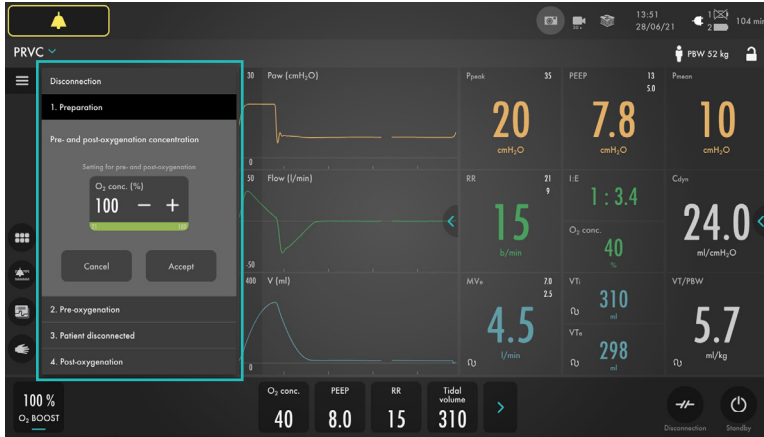 13:51
28/06/21
1
2
104 min
PRVC
PBW 52 kg
Disconnection
1. Preparation
Pre- and post-oxygenation concentration
Setting for pre- and post-oxygenation
O₂ conc. (%)
100
21 100
Cancel Accept
2. Pre-oxygenation
3. Patient disconnected
4. Post-oxygenation
30 Paw (cmH₂O)
0
50 Flow (l/min)
-50
400 V (ml)
0
Ppeak 35
20
cmH₂O
PEEP 13
5.0
7.8
cmH₂O
Pmean
10
cmH₂O
RR 21
9
15
b/min
I:E
1 : 3.4
O₂ conc.
40
%
Cdyn
24.0
ml/cmH₂O
MVe 7.0
2.5
4.5
l/min
VTi
310
ml
VTe
298
ml
VT/PBW
5.7
ml/kg
100 %
O₂ BOOST
O₂ conc.
40
PEEP
8.0
RR
15
Tidal
volume
310
Disconnection
Standby